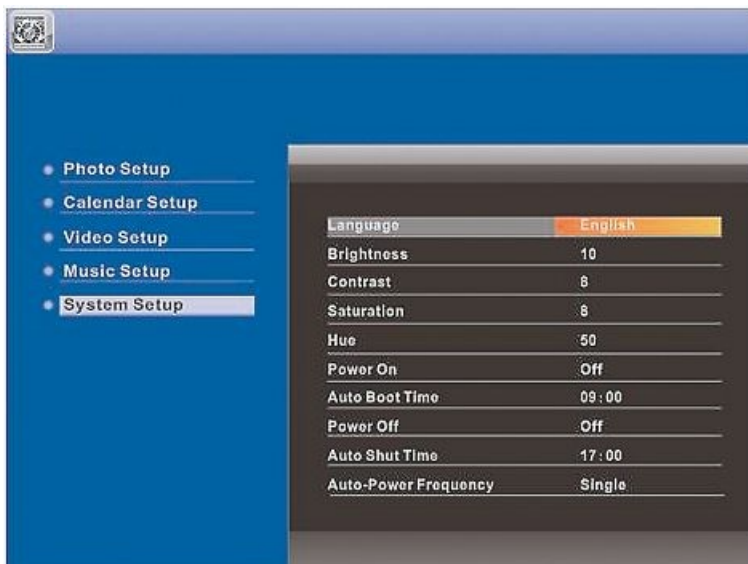 Photo Setup
Calendar Setup
Video Setup
Music Setup
System Setup
Language English
Brightness 10
Contrast 8
Saturation 8
Hue 50
Power On Off
Auto Boot Time 09:00
Power Off Off
Auto Shut Time 17:00
Auto-Power Frequency Single